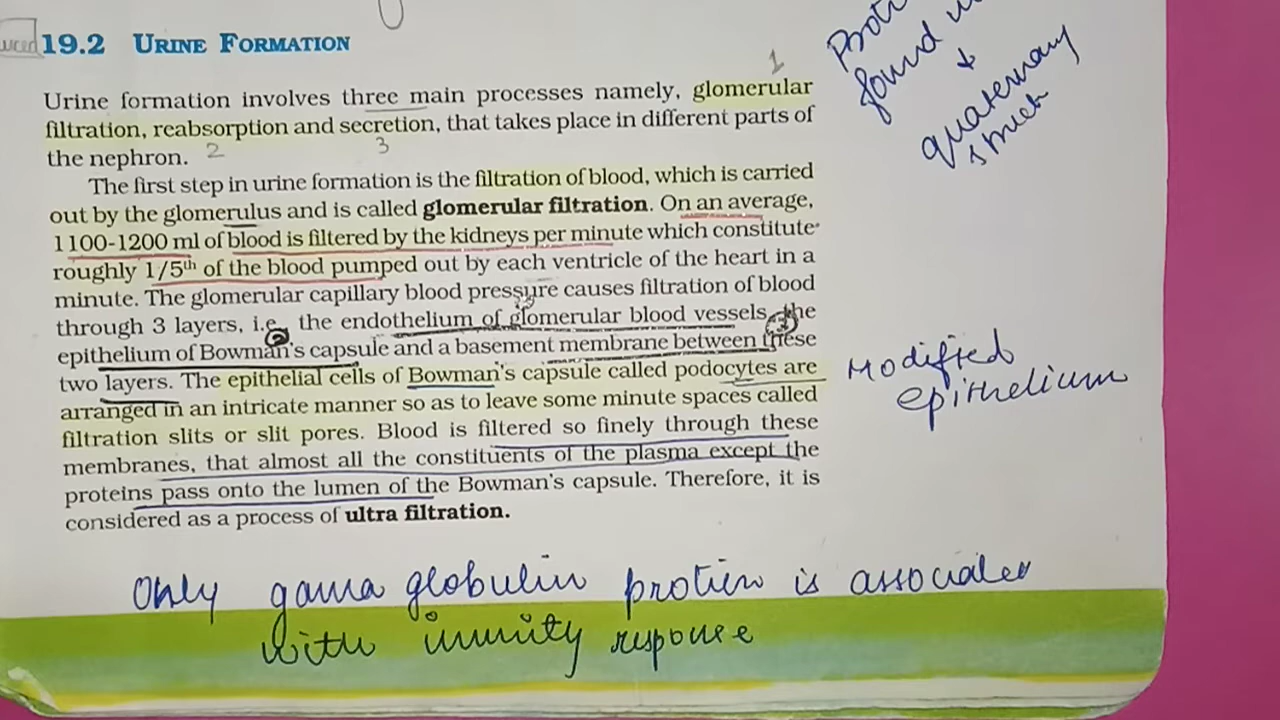 19.2 URINE FORMATION
1
Urine formation involves three main processes namely, glomerular
filtration, reabsorption and secretion, that takes place in different parts of
the nephron. 2 3
The first step in urine formation is the filtration of blood, which is carried
out by the glomerulus and is called glomerular filtration. On an average,
1100-1200 ml of blood is filtered by the kidneys per minute which constitute
roughly 1/5th of the blood pumped out by each ventricle of the heart in a
minute. The glomerular capillary blood pressure causes filtration of blood
through 3 layers, i.e., the endothelium of glomerular blood vessels, the
epithelium of Bowman's capsule and a basement membrane between these
two layers. The epithelial cells of Bowman's capsule called podocytes are
arranged in an intricate manner so as to leave some minute spaces called
filtration slits or slit pores. Blood is filtered so finely through these
membranes, that almost all the constituents of the plasma except the
proteins pass onto the lumen of the Bowman's capsule. Therefore, it is
considered as a process of ultra filtration.
found
quaternary
Modified
epithelium
Only gama globulin protien is associated
with immunity response